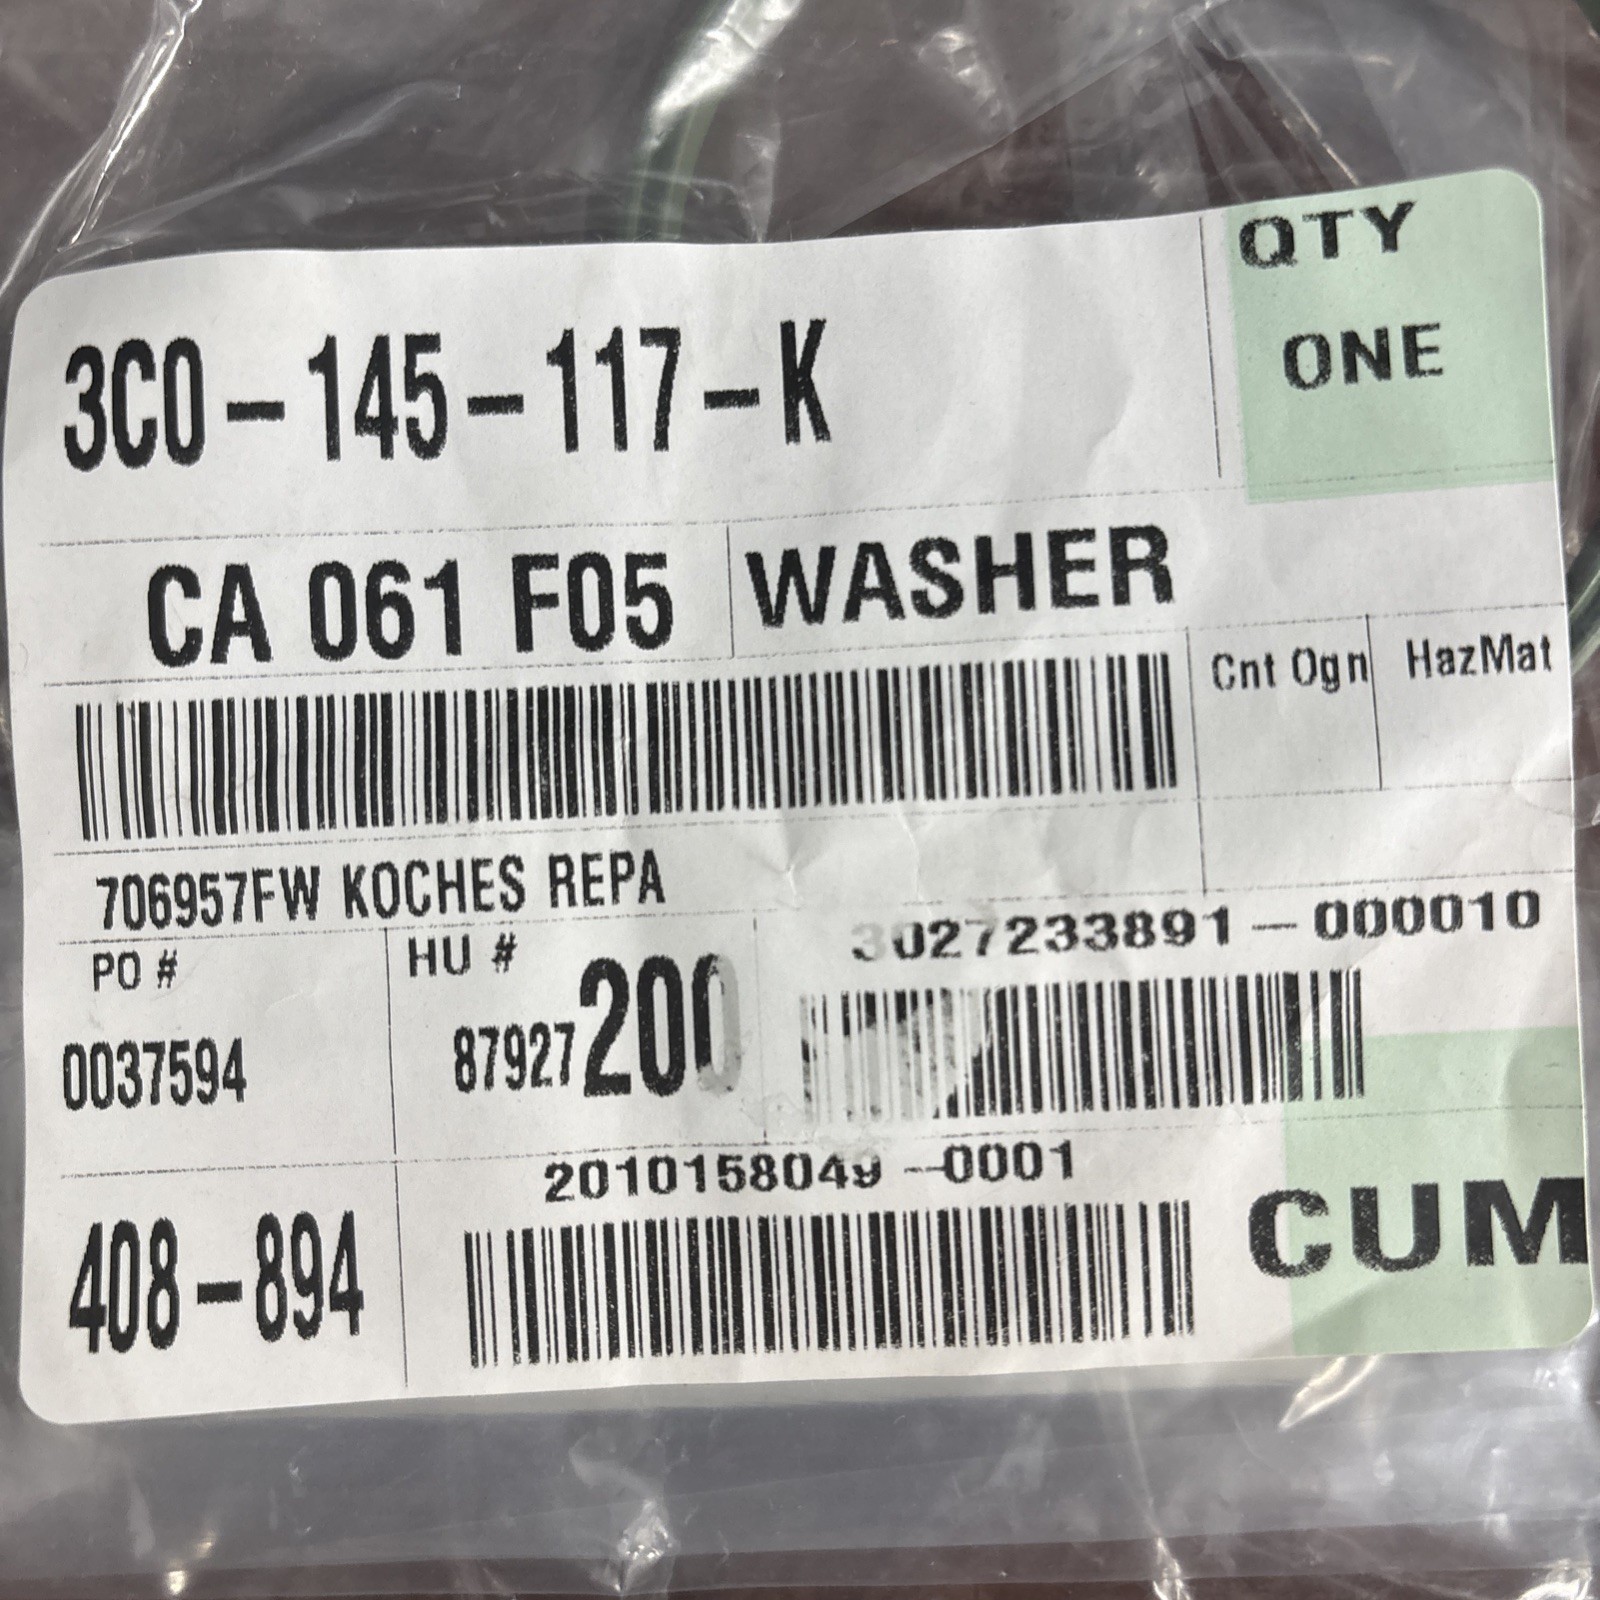 QTY
3C0-145-117-K
ONE
CA 061 F05
WASHER
Cnt Ogn
HazMat
706957FW KOCHES REPA
3027233891-000010
PO #
HU #
0037594
87927200
2010158049-0001
408-894
CUM